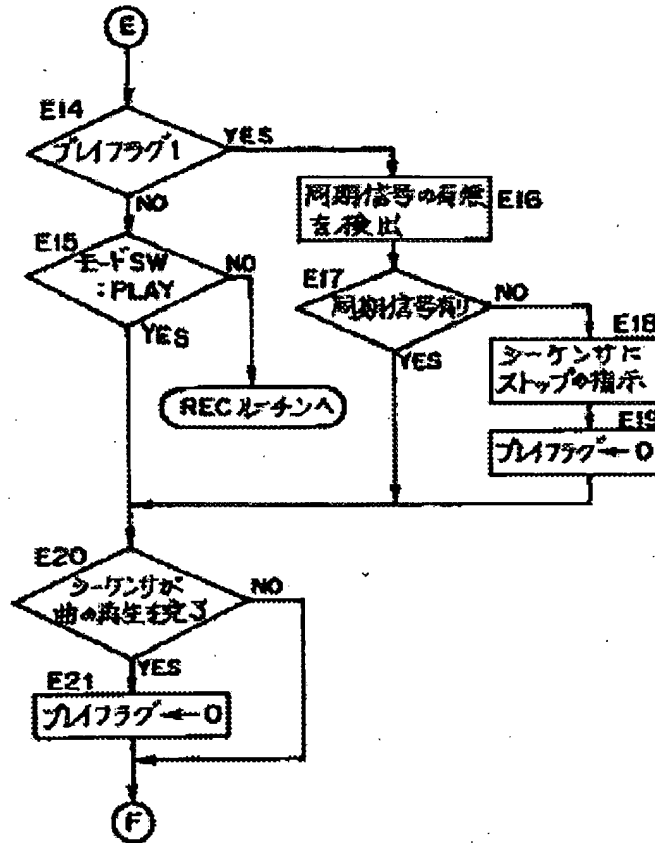 E
E14
プレイフラグ1
YES
NO
E16
同期信号の有無
を検出
E15
モードSW
:PLAY
NO
YES
E17
同期信号有り
NO
YES
E18
シーケンサに
ストップの指示
RECルーチンへ
E19
プレイフラグ←0
E20
シーケンサが
曲の再生を完了
NO
YES
E21
プレイフラグ←0
F